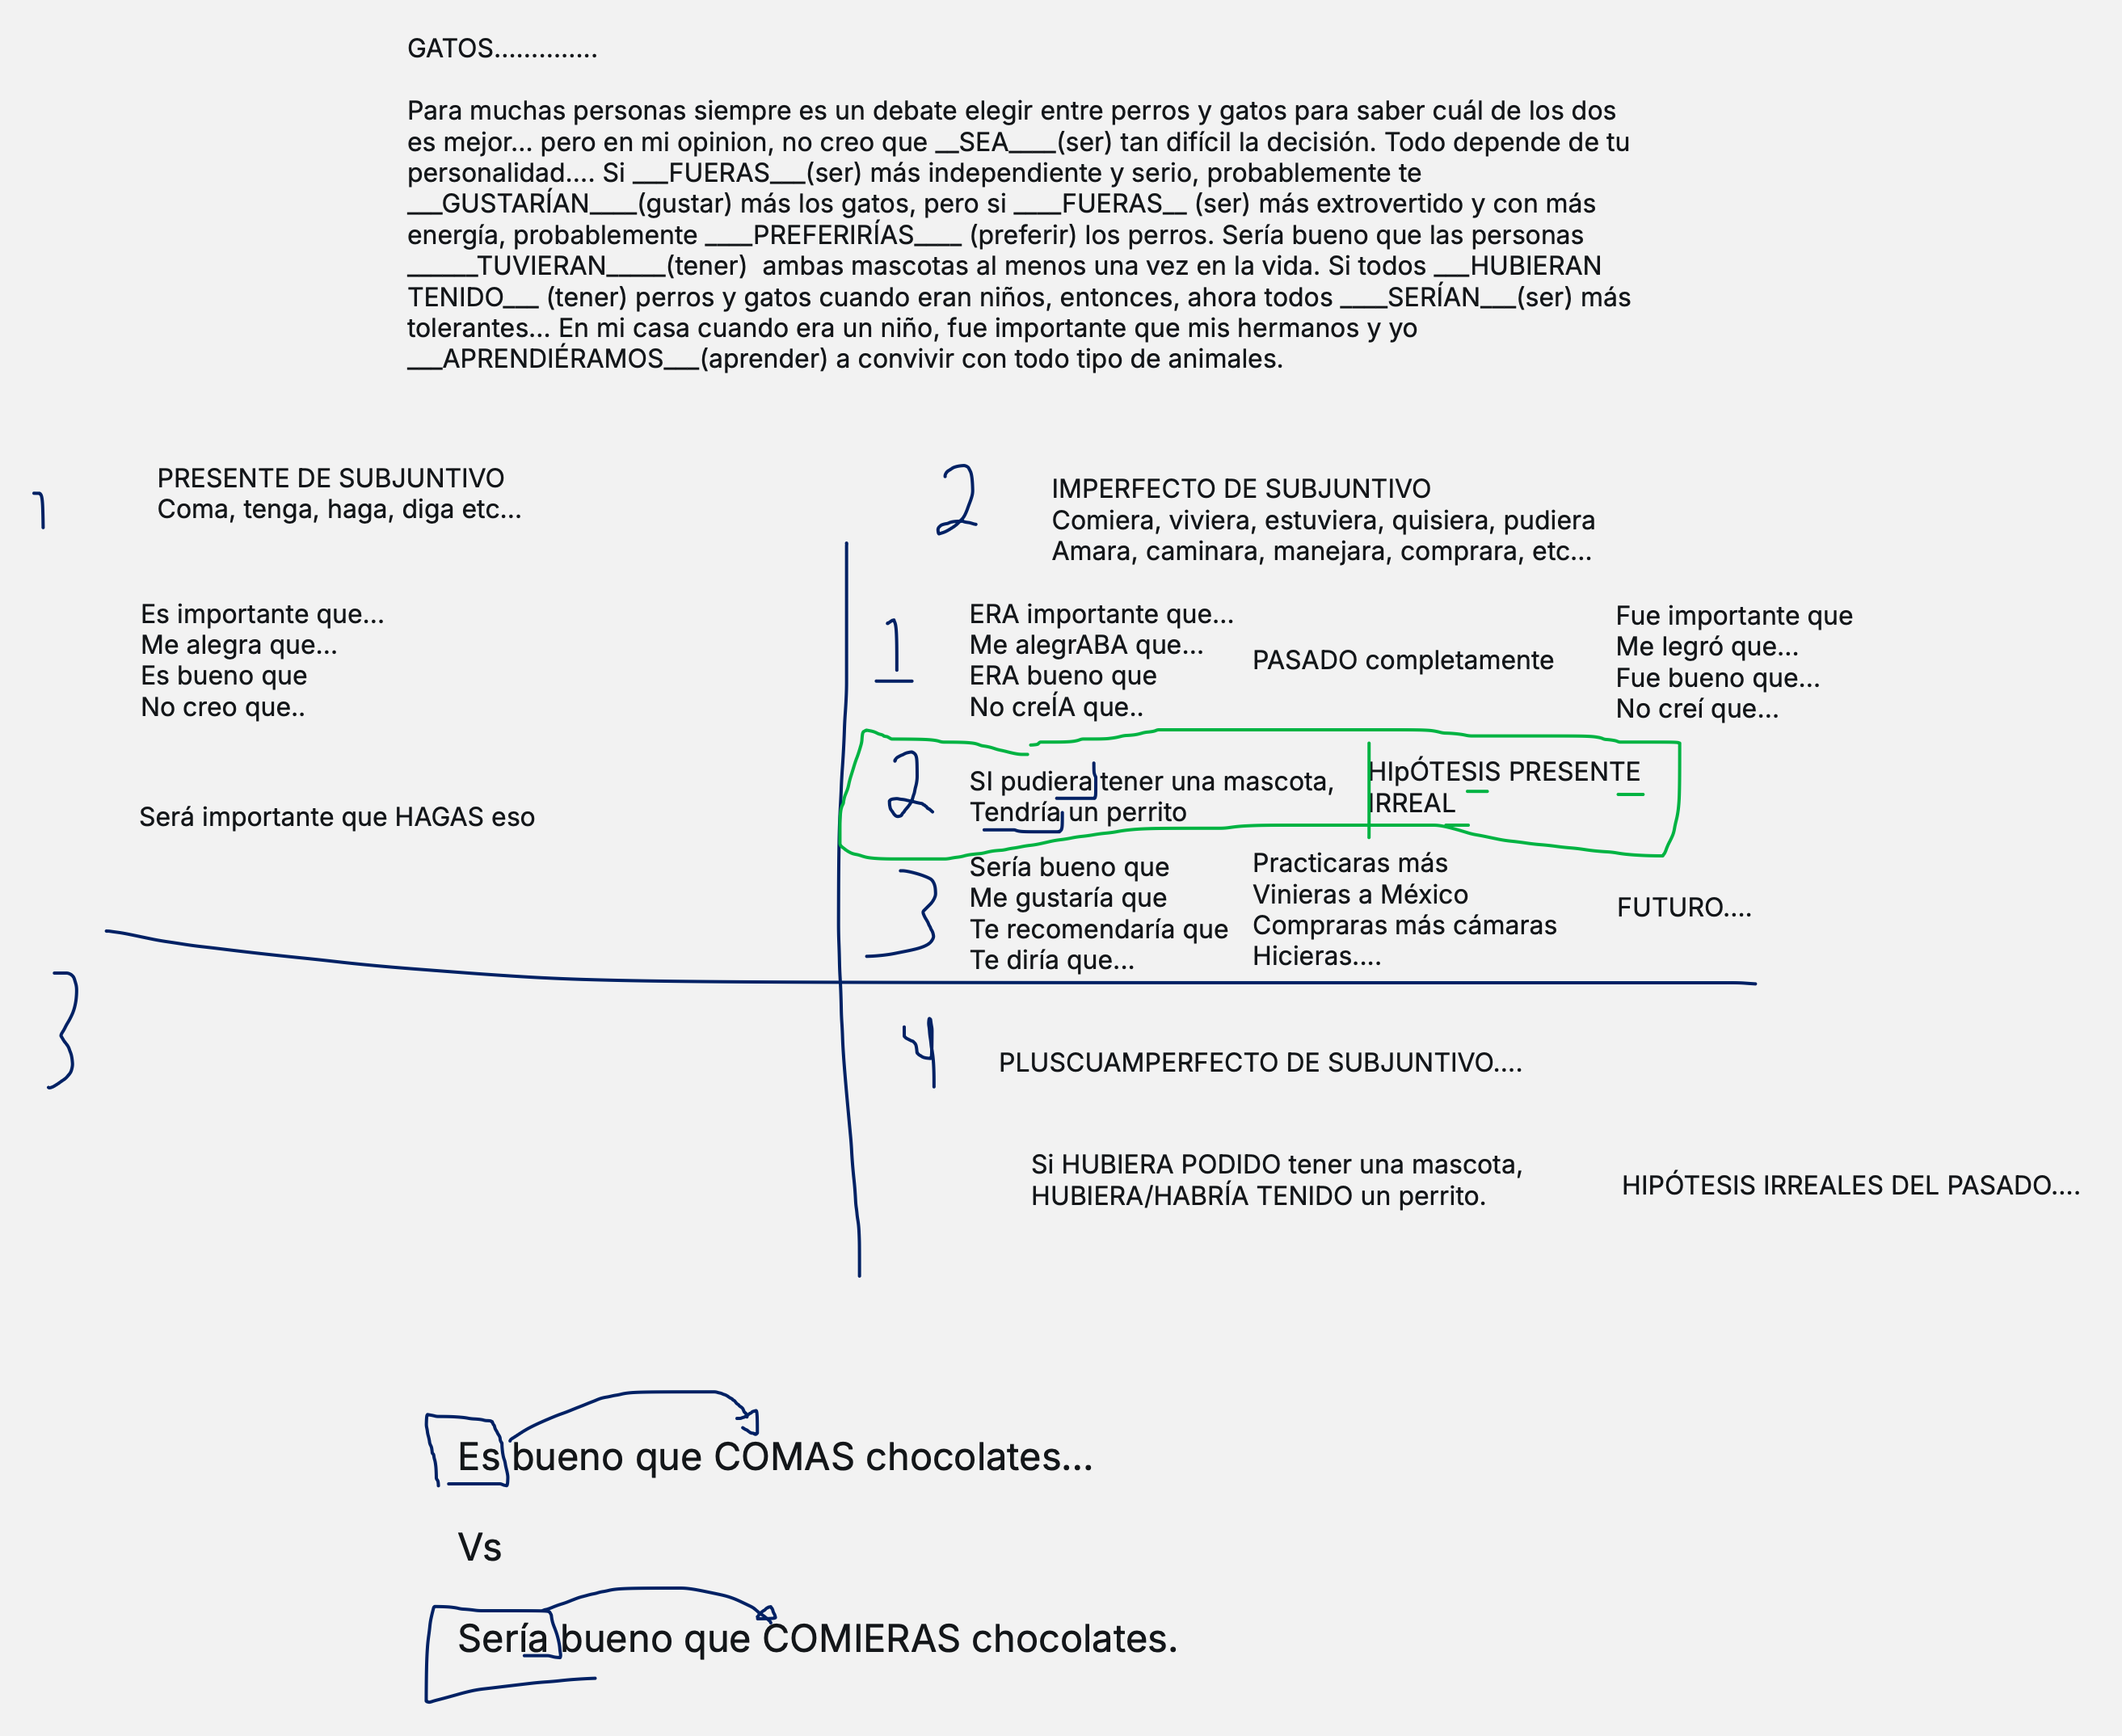 GATOS..............
Para muchas personas siempre es un debate elegir entre perros y gatos para saber cuál de los dos
es mejor... pero en mi opinion, no creo que __SEA____(ser) tan difícil la decisión. Todo depende de tu
personalidad.... Si ___FUERAS___(ser) más independiente y serio, probablemente te
___GUSTARÍAN____(gustar) más los gatos, pero si ____FUERAS__ (ser) más extrovertido y con más
energía, probablemente ____PREFERIRÍAS____ (preferir) los perros. Sería bueno que las personas
______TUVIERAN_____(tener)  ambas mascotas al menos una vez en la vida. Si todos ___HUBIERAN
TENIDO___ (tener) perros y gatos cuando eran niños, entonces, ahora todos ____SERÍAN___(ser) más
tolerantes... En mi casa cuando era un niño, fue importante que mis hermanos y yo
___APRENDIÉRAMOS___(aprender) a convivir con todo tipo de animales.
1
PRESENTE DE SUBJUNTIVO
Coma, tenga, haga, diga etc...
Es importante que...
Me alegra que...
Es bueno que
No creo que..
Será importante que HAGAS eso
2
IMPERFECTO DE SUBJUNTIVO
Comiera, viviera, estuviera, quisiera, pudiera
Amara, caminara, manejara, comprara, etc...
1
ERA importante que...
Me alegrABA que...
ERA bueno que
No creÍA que..
PASADO completamente
Fue importante que
Me legró que...
Fue bueno que...
No creí que...
2
SI pudiera tener una mascota,
Tendría un perrito
HIpÓTESIS PRESENTE
IRREAL
3
Sería bueno que
Me gustaría que
Te recomendaría que
Te diría que...
Practicaras más
Vinieras a México
Compraras más cámaras
Hicieras....
FUTURO....
3
4
PLUSCUAMPERFECTO DE SUBJUNTIVO....
Si HUBIERA PODIDO tener una mascota,
HUBIERA/HABRÍA TENIDO un perrito.
HIPÓTESIS IRREALES DEL PASADO....
Es bueno que COMAS chocolates...
Vs
Sería bueno que COMIERAS chocolates.